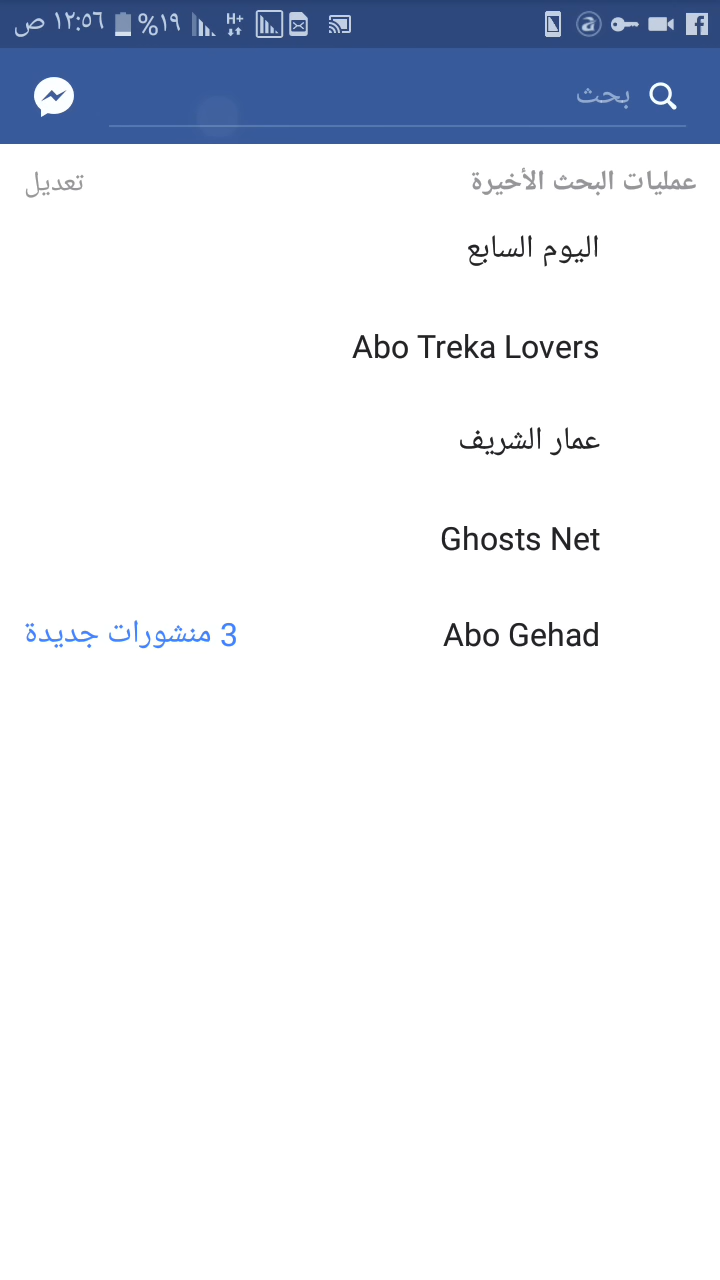 ١٢:٥٦ ص ١٩% H+
بحث
عمليات البحث الأخيرة تعديل
اليوم السابع
Abo Treka Lovers
عمار الشريف
Ghosts Net
Abo Gehad 3 منشورات جديدة